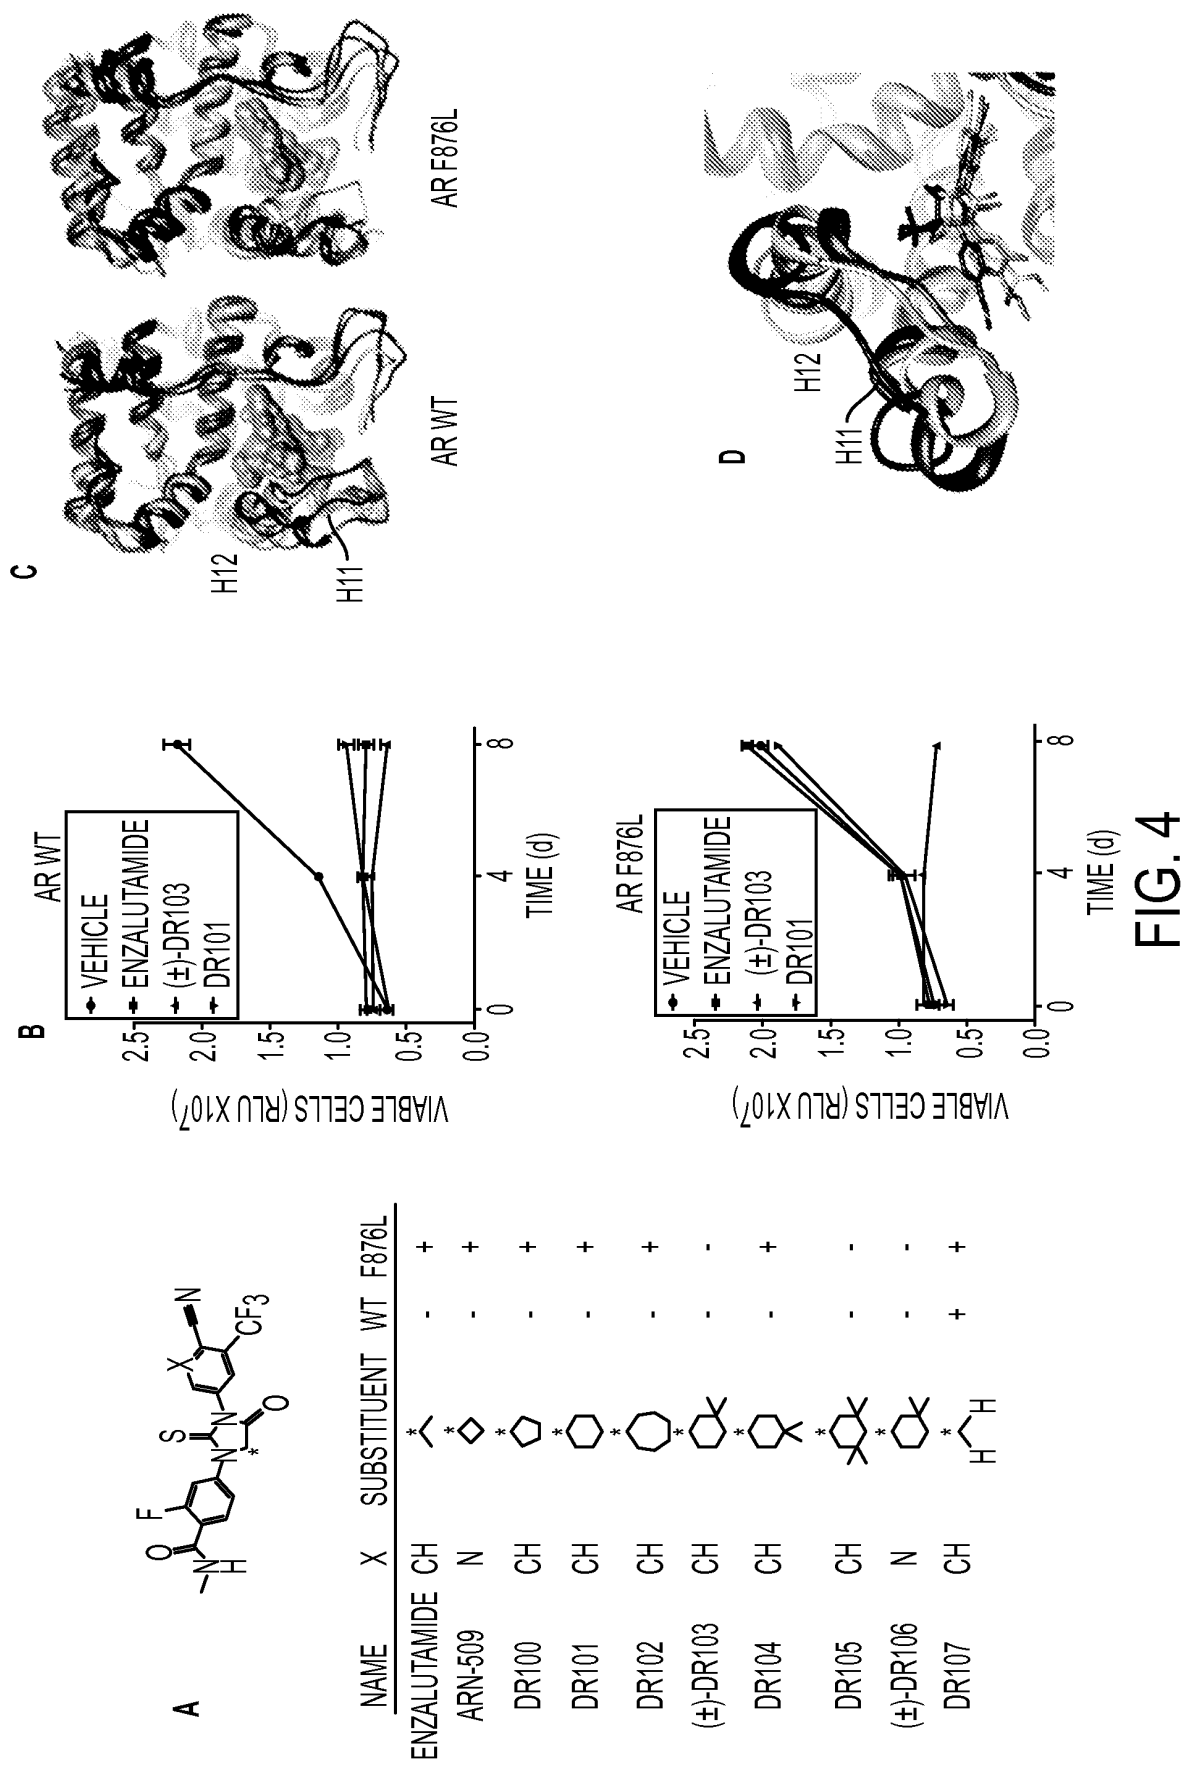 A
F
O
N
H
S
N
N
*
O
X
N
CF3
NAME X SUBSTITUENT WT F876L
ENZALUTAMIDE CH * - +
ARN-509 N * - +
DR100 CH * - +
DR101 CH * - +
DR102 CH * - +
(±)-DR103 CH * - -
DR104 CH * - +
DR105 CH * - -
(±)-DR106 N * - -
DR107 CH * H H + +
B
AR WT
VEHICLE
ENZALUTAMIDE
(±)-DR103
DR101
VIABLE CELLS (RLU X10⁷)
2.5
2.0
1.5
1.0
0.5
0.0
0 4 8
TIME (d)
AR F876L
VEHICLE
ENZALUTAMIDE
(±)-DR103
DR101
VIABLE CELLS (RLU X10⁷)
2.5
2.0
1.5
1.0
0.5
0.0
0 4 8
TIME (d)
C
H12
H11
AR WT
AR F876L
D
H12
H11
FIG. 4